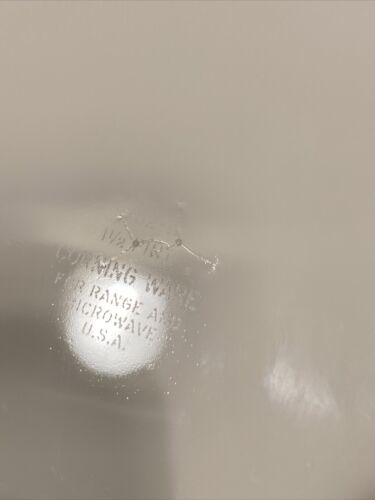 CORNING WARE
FOR RANGE AND
MICROWAVE
U.S.A.